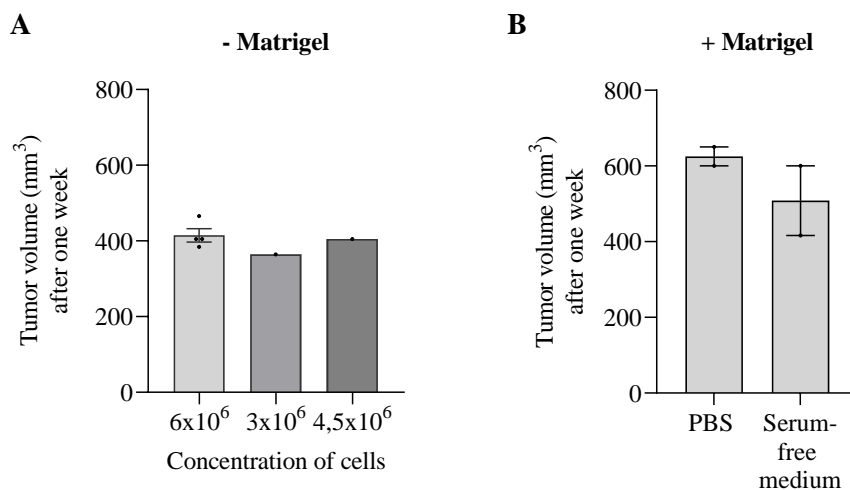 A
- Matrigel
Tumor volume (mm³)
after one week
800
600
400
200
0
6x10⁶ 3x10⁶ 4,5x10⁶
Concentration of cells
B
+ Matrigel
Tumor volume (mm³)
after one week
800
600
400
200
0
PBS Serum-
free
medium